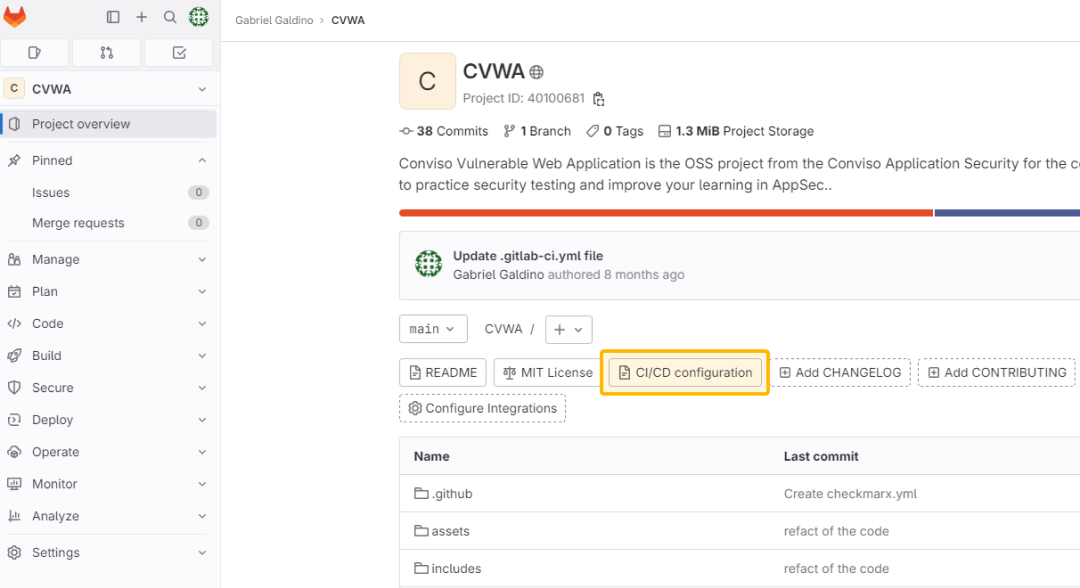 Gabriel Galdino › CVWA
C CVWA
Project overview
Pinned
Issues 0
Merge requests 0
Manage
Plan
Code
Build
Secure
Deploy
Operate
Monitor
Analyze
Settings
C
CVWA
Project ID: 40100681
38 Commits 1 Branch 0 Tags 1.3 MiB Project Storage
Conviso Vulnerable Web Application is the OSS project from the Conviso Application Security for the
to practice security testing and improve your learning in AppSec..
Update .gitlab-ci.yml file
Gabriel Galdino authored 8 months ago
main CVWA / +
README MIT License CI/CD configuration Add CHANGELOG Add CONTRIBUTING
Configure Integrations
Name Last commit
.github Create checkmarx.yml
assets refact of the code
includes refact of the code